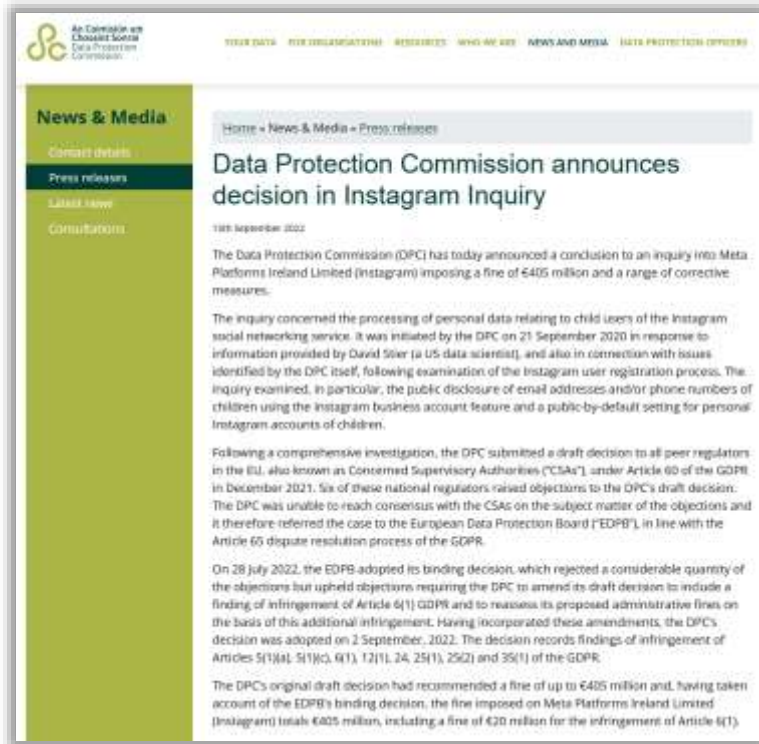 An Coimisiún um
Chosaint Sonraí
Data Protection
Commission
YOUR DATA FOR ORGANISATIONS RESOURCES WHO WE ARE NEWS AND MEDIA DATA PROTECTION OFFICERS
News & Media
Contact details
Press releases
Latest news
Consultations
Home » News & Media » Press releases
Data Protection Commission announces
decision in Instagram Inquiry
15th September 2022
The Data Protection Commission (DPC) has today announced a conclusion to an inquiry into Meta
Platforms Ireland Limited (Instagram) imposing a fine of €405 million and a range of corrective
measures.
The inquiry concerned the processing of personal data relating to child users of the Instagram
social networking service. It was initiated by the DPC on 21 September 2020 in response to
information provided by David Stier (a US data scientist), and also in connection with issues
identified by the DPC itself, following examination of the Instagram user registration process. The
inquiry examined, in particular, the public disclosure of email addresses and/or phone numbers of
children using the Instagram business account feature and a public-by-default setting for personal
Instagram accounts of children.
Following a comprehensive investigation, the DPC submitted a draft decision to all peer regulators
in the EU, also known as Concerned Supervisory Authorities ("CSAs"), under Article 60 of the GDPR
in December 2021. Six of these national regulators raised objections to the DPC's draft decision.
The DPC was unable to reach consensus with the CSAs on the subject matter of the objections and
it therefore referred the case to the European Data Protection Board ("EDPB"), in line with the
Article 65 dispute resolution process of the GDPR.
On 28 July 2022, the EDPB adopted its binding decision, which rejected a considerable quantity of
the objections but upheld objections requiring the DPC to amend its draft decision to include a
finding of infringement of Article 6(1) GDPR and to reassess its proposed administrative fines on
the basis of this additional infringement. Having incorporated these amendments, the DPC's
decision was adopted on 2 September, 2022. The decision records findings of infringement of
Articles 5(1)(a), 5(1)(c), 6(1), 12(1), 24, 25(1), 25(2) and 35(1) of the GDPR.
The DPC's original draft decision had recommended a fine of up to €405 million and, having taken
account of the EDPB's binding decision, the fine imposed on Meta Platforms Ireland Limited
(Instagram) totals €405 million, including a fine of €20 million for the infringement of Article 6(1).